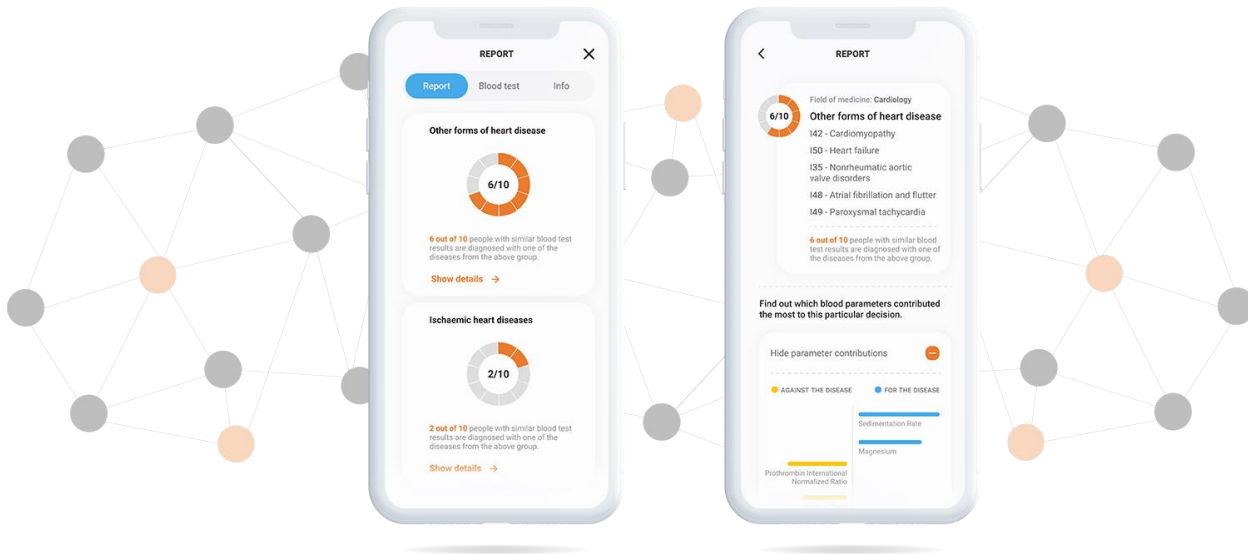 REPORT
Report Blood test Info
Other forms of heart disease
6/10
6 out of 10 people with similar blood test
results are diagnosed with one of the
diseases from the above group.
Show details
Ischaemic heart diseases
2/10
2 out of 10 people with similar blood test
results are diagnosed with one of the
diseases from the above group.
Show details
REPORT
6/10
Field of medicine: Cardiology
Other forms of heart disease
I42 - Cardiomyopathy
I50 - Heart failure
I35 - Nonrheumatic aortic
valve disorders
I48 - Atrial fibrillation and flutter
I49 - Paroxysmal tachycardia
6 out of 10 people with similar blood
test results are diagnosed with one of
the diseases from the above group.
Find out which blood parameters contributed
the most to this particular decision.
Hide parameter contributions
AGAINST THE DISEASE FOR THE DISEASE
Sedimentation Rate
Magnesium
Prothrombin International
Normalized Ratio